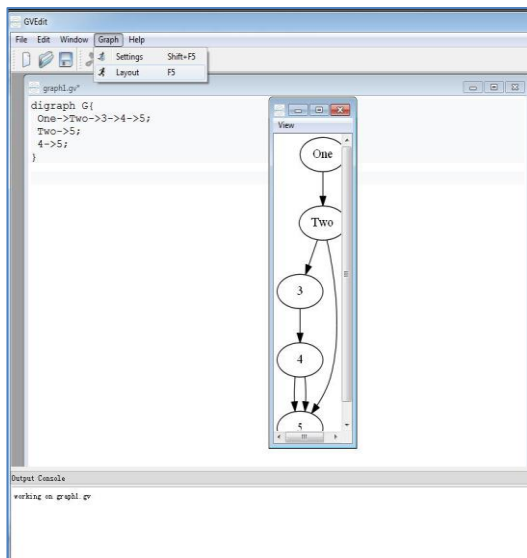 GVEdit
File Edit Window Graph Help
Settings Shift+F5
Layout F5
graph1.gv*
digraph G{
One->Two->3->4->5;
Two->5;
4->5;
}
View
One
Two
3
4
5
Output Console
working on graph1.gv